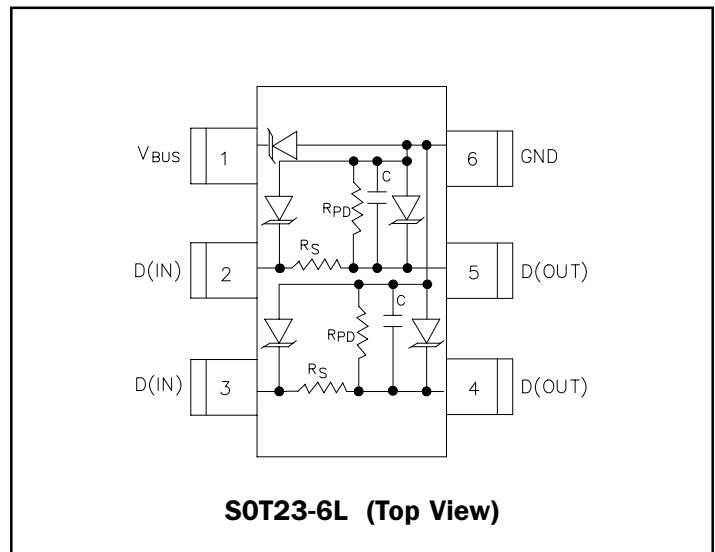 VBUS 1 6 GND
C
RPD
RS
D(IN) 2 5 D(OUT)
C
RPD
RS
D(IN) 3 4 D(OUT)
SOT23-6L (Top View)